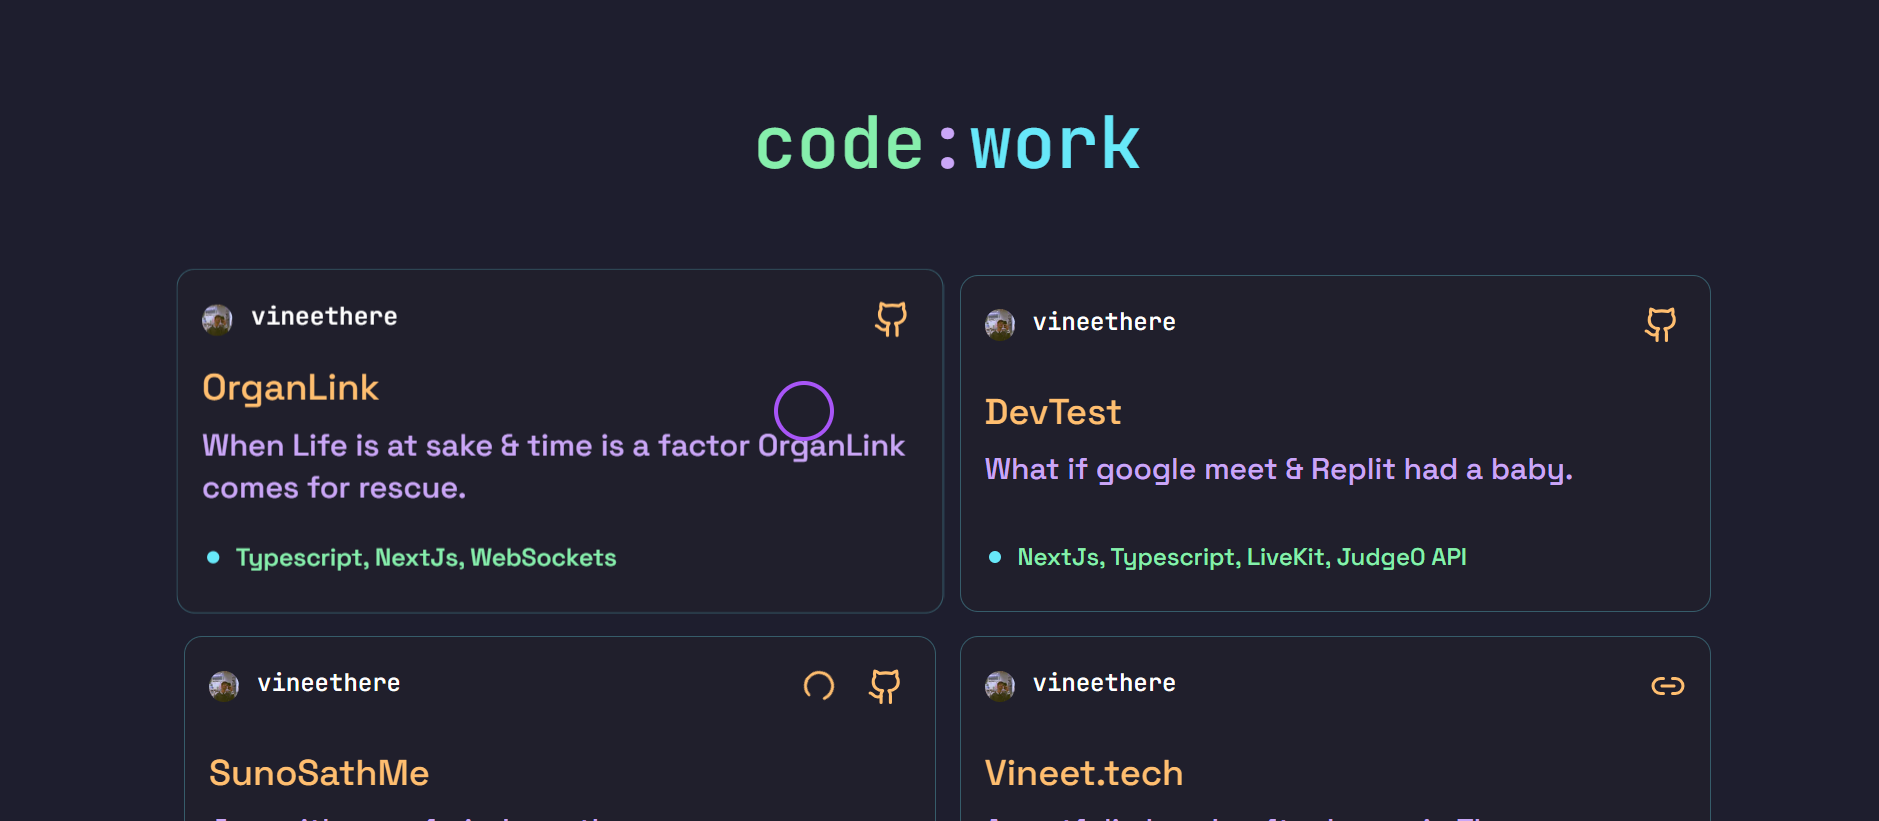 code:work
vineethere
OrganLink
When Life is at sake & time is a factor OrganLink
comes for rescue.
Typescript, NextJs, WebSockets
vineethere
DevTest
What if google meet & Replit had a baby.
NextJs, Typescript, LiveKit, Judge0 API
vineethere
SunoSathMe
vineethere
Vineet.tech